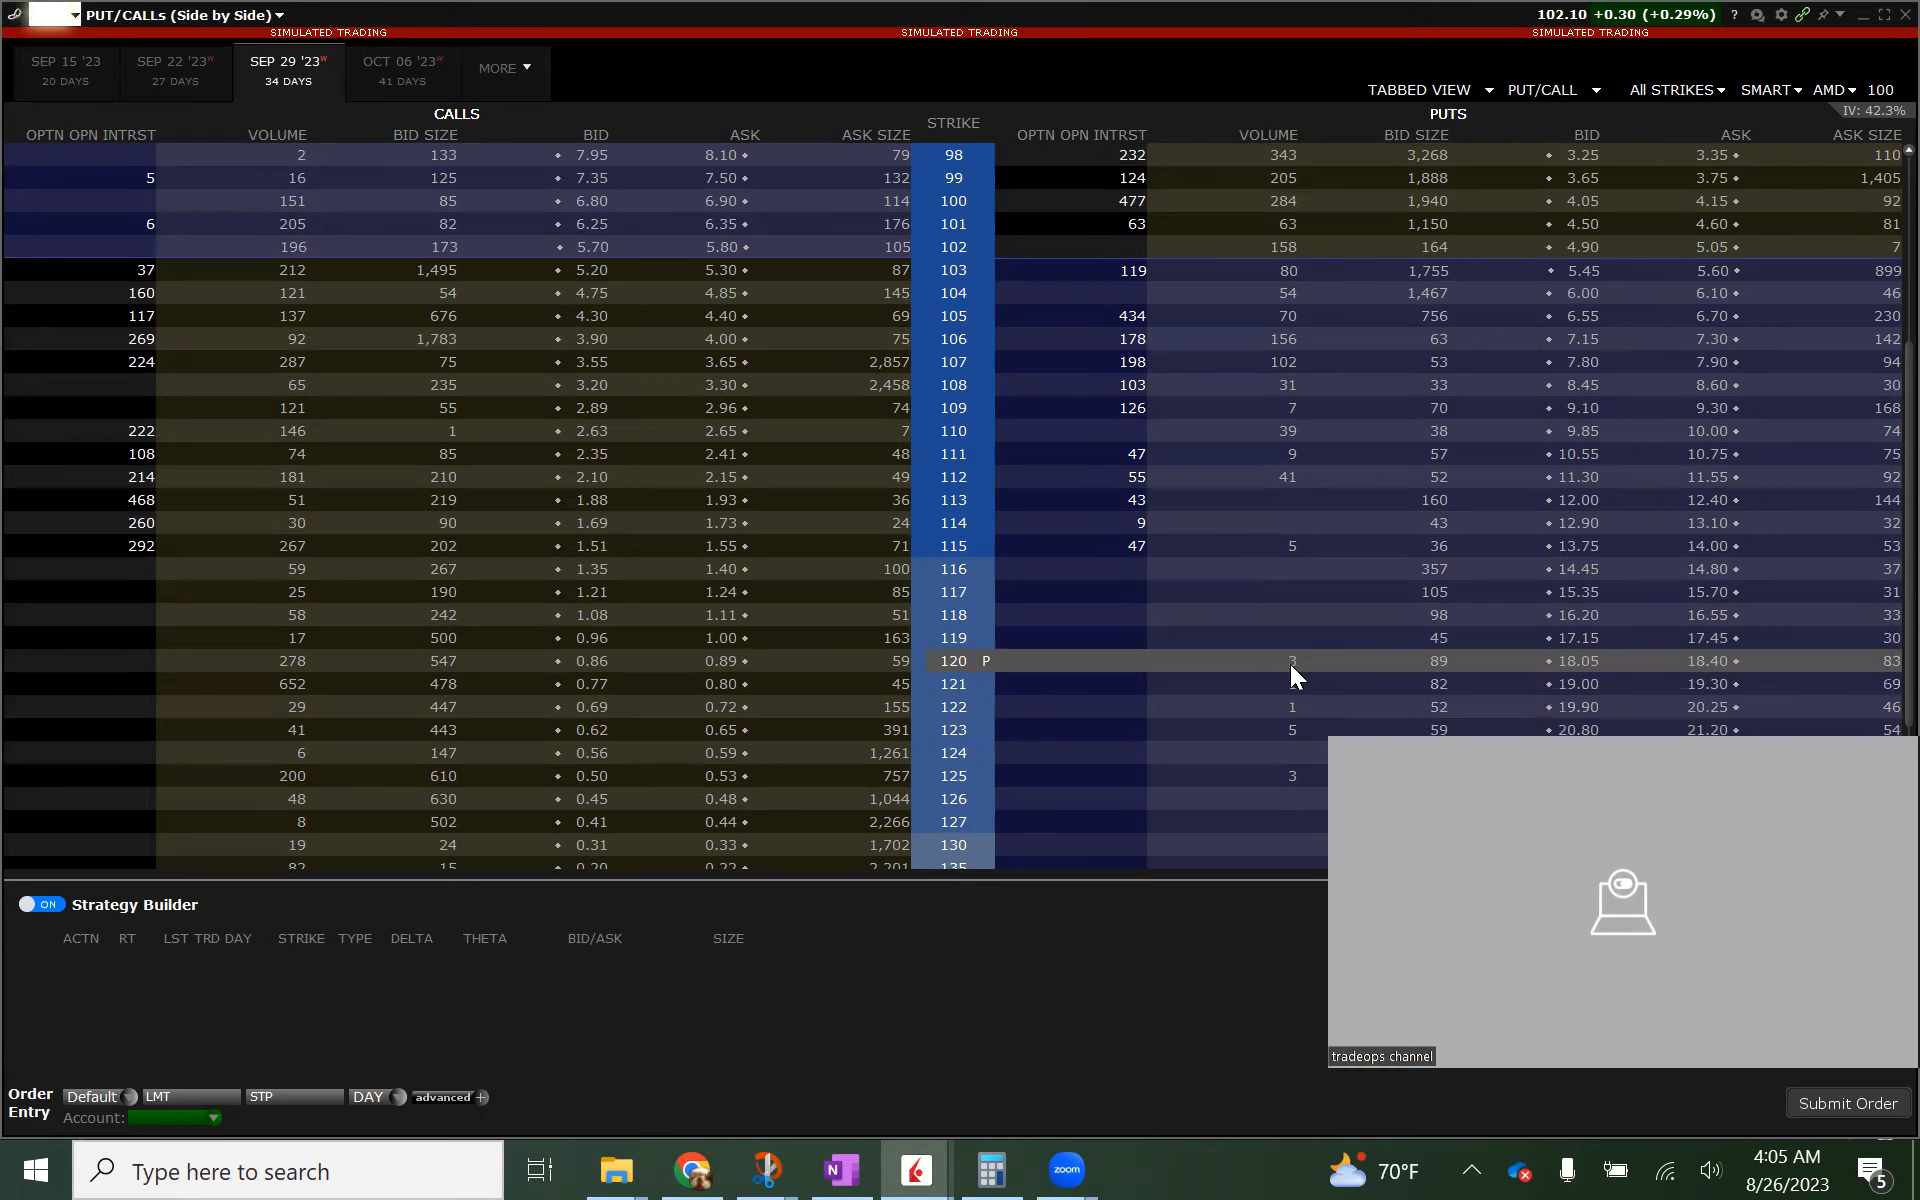 PUT/CALLs (Side by Side) 102.10 +0.30 (+0.29%) ?
SIMULATED TRADING SIMULATED TRADING SIMULATED TRADING
SEP 15 '23 SEP 22 '23W SEP 29 '23W OCT 06 '23W MORE
20 DAYS 27 DAYS 34 DAYS 41 DAYS
TABBED VIEW PUT/CALL All STRIKES SMART AMD 100
IV: 42.3%
CALLS STRIKE PUTS
OPTN OPN INTRST VOLUME BID SIZE BID ASK ASK SIZE OPTN OPN INTRST VOLUME BID SIZE BID ASK ASK SIZE
2 133 7.95 8.10 79 98 232 343 3,268 3.25 3.35 110
5 16 125 7.35 7.50 132 99 124 205 1,888 3.65 3.75 1,405
151 85 6.80 6.90 114 100 477 284 1,940 4.05 4.15 92
6 205 82 6.25 6.35 176 101 63 63 1,150 4.50 4.60 81
196 173 5.70 5.80 105 102 158 164 4.90 5.05 7
37 212 1,495 5.20 5.30 87 103 119 80 1,755 5.45 5.60 899
160 121 54 4.75 4.85 145 104 54 1,467 6.00 6.10 46
117 137 676 4.30 4.40 69 105 434 70 756 6.55 6.70 230
269 92 1,783 3.90 4.00 75 106 178 156 63 7.15 7.30 142
224 287 75 3.55 3.65 2,857 107 198 102 53 7.80 7.90 94
65 235 3.20 3.30 2,458 108 103 31 33 8.45 8.60 30
121 55 2.89 2.96 74 109 126 7 70 9.10 9.30 168
222 146 1 2.63 2.65 7 110 39 38 9.85 10.00 74
108 74 85 2.35 2.41 48 111 47 9 57 10.55 10.75 75
214 181 210 2.10 2.15 49 112 55 41 52 11.30 11.55 92
468 51 219 1.88 1.93 36 113 43 160 12.00 12.40 144
260 30 90 1.69 1.73 24 114 9 43 12.90 13.10 32
292 267 202 1.51 1.55 71 115 47 5 36 13.75 14.00 53
59 267 1.35 1.40 100 116 357 14.45 14.80 37
25 190 1.21 1.24 85 117 105 15.35 15.70 31
58 242 1.08 1.11 51 118 98 16.20 16.55 33
17 500 0.96 1.00 163 119 45 17.15 17.45 30
278 547 0.86 0.89 59 120 P 3 89 18.05 18.40 83
652 478 0.77 0.80 45 121 82 19.00 19.30 69
29 447 0.69 0.72 155 122 1 52 19.90 20.25 46
41 443 0.62 0.65 391 123 5 59 20.80 21.20 54
6 147 0.56 0.59 1,261 124
200 610 0.50 0.53 757 125 3
48 630 0.45 0.48 1,044 126
8 502 0.41 0.44 2,266 127
19 24 0.31 0.33 1,702 130
82 15 0.20 0.22 2,201 135
ON Strategy Builder
ACTN RT LST TRD DAY STRIKE TYPE DELTA THETA BID/ASK SIZE
tradeops channel
Order Entry Default LMT STP DAY advanced +
Account:
Submit Order
Type here to search
N
zoom
70°F
4:05 AM
8/26/2023
5